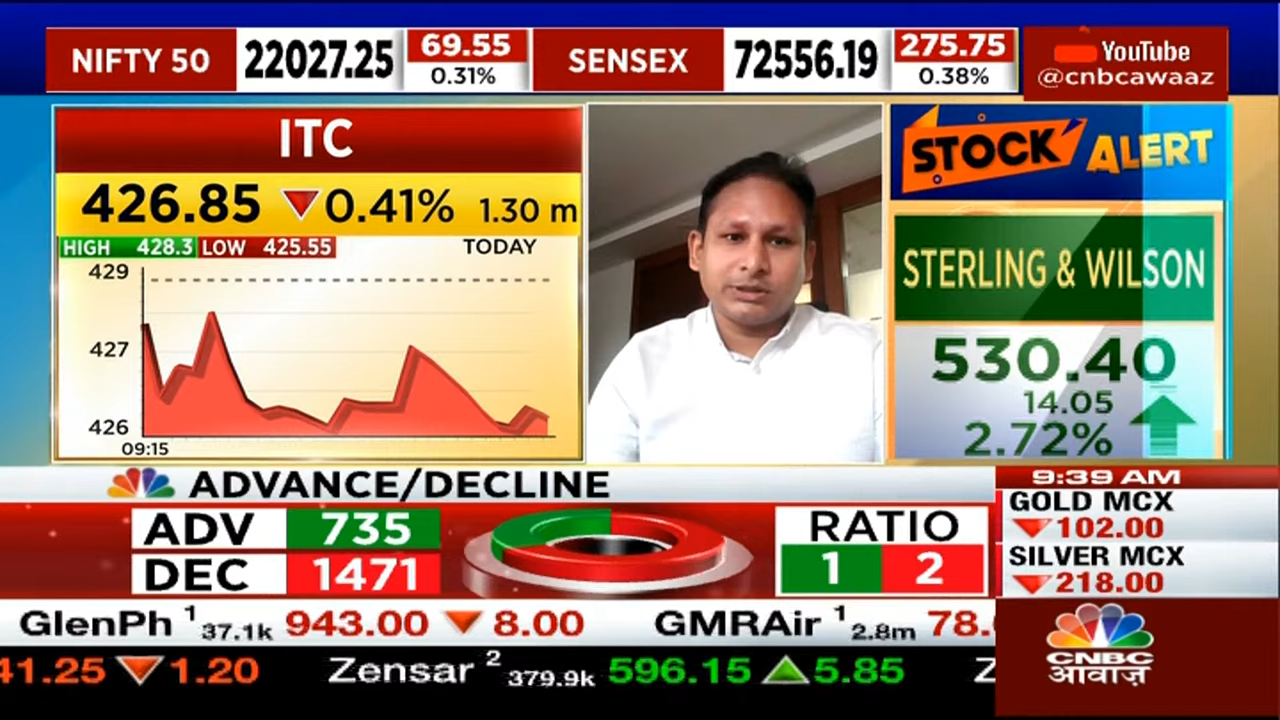 NIFTY 50 22027.25 69.55 0.31% SENSEX 72556.19 275.75 0.38% YouTube @cnbcawaaz
ITC
426.85 0.41% 1.30 m
HIGH 428.3 LOW 425.55 TODAY
429
427
426
09:15
STOCK ALERT
STERLING & WILSON
530.40
14.05
2.72%
ADVANCE/DECLINE
ADV 735
DEC 1471
RATIO
1 2
9:39 AM
GOLD MCX
102.00
SILVER MCX
218.00
GlenPh 1 37.1k 943.00 8.00 GMRAir 1 2.8m 78.
41.25 1.20 Zensar 2 379.9k 596.15 5.85 Z
CNBC
आवाज़